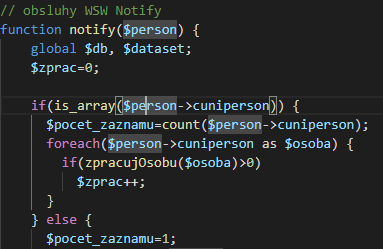 // obsluhy WSW Notify
function notify($person) {
global $db, $dataset;
$zprac=0;
if(is_array($person->cuniperson)) {
$pocet_zaznamu=count($person->cuniperson);
foreach($person->cuniperson as $osoba) {
if(zpracujOsobu($osoba)>0)
$zprac++;
}
} else {
$pocet_zaznamu=1;